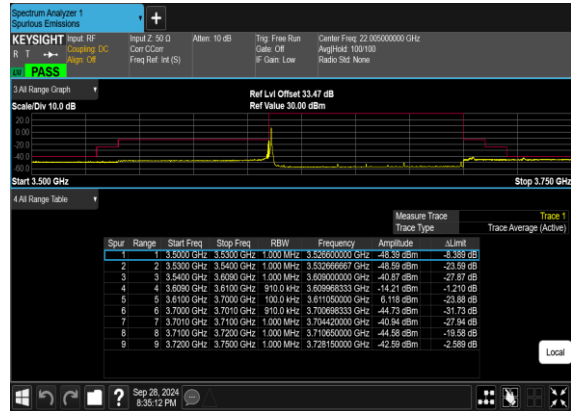 Spectrum Analyzer 1
Spurious Emissions
KEYSIGHT Input: RF Input Z: 50 Ω Atten: 10 dB Trig: Free Run Center Freq: 22.005000000 GHz
R T Coupling: DC Corr CCorr Gate: Off Avg|Hold: 100/100
Align: Off Freq Ref: Int (S) IF Gain: Low Radio Std: None
PASS
3 All Range Graph
Ref Lvl Offset 33.47 dB
Scale/Div 10.0 dB Ref Value 30.00 dBm
20.0
0.00
-20.0
-40.0
-60.0
Start 3.500 GHz Stop 3.750 GHz
4 All Range Table
Measure Trace Trace 1
Trace Type Trace Average (Active)
Spur Range Start Freq Stop Freq RBW Frequency Amplitude ΔLimit
1 1 3.5000 GHz 3.5300 GHz 1.000 MHz 3.526600000 GHz -48.39 dBm -8.389 dB
2 2 3.5300 GHz 3.5400 GHz 1.000 MHz 3.532666667 GHz -48.59 dBm -23.59 dB
3 3 3.5400 GHz 3.6090 GHz 1.000 MHz 3.609000000 GHz -40.87 dBm -27.87 dB
4 4 3.6090 GHz 3.6100 GHz 910.0 kHz 3.609968333 GHz -14.21 dBm -1.210 dB
5 5 3.6100 GHz 3.7000 GHz 100.0 kHz 3.611050000 GHz 6.118 dBm -23.88 dB
6 6 3.7000 GHz 3.7010 GHz 910.0 kHz 3.700698333 GHz -44.73 dBm -31.73 dB
7 7 3.7010 GHz 3.7100 GHz 1.000 MHz 3.704420000 GHz -40.94 dBm -27.94 dB
8 8 3.7100 GHz 3.7200 GHz 1.000 MHz 3.710650000 GHz -44.58 dBm -19.58 dB
9 9 3.7200 GHz 3.7500 GHz 1.000 MHz 3.728150000 GHz -42.59 dBm -2.589 dB
Local
? Sep 28, 2024
8:35:12 PM